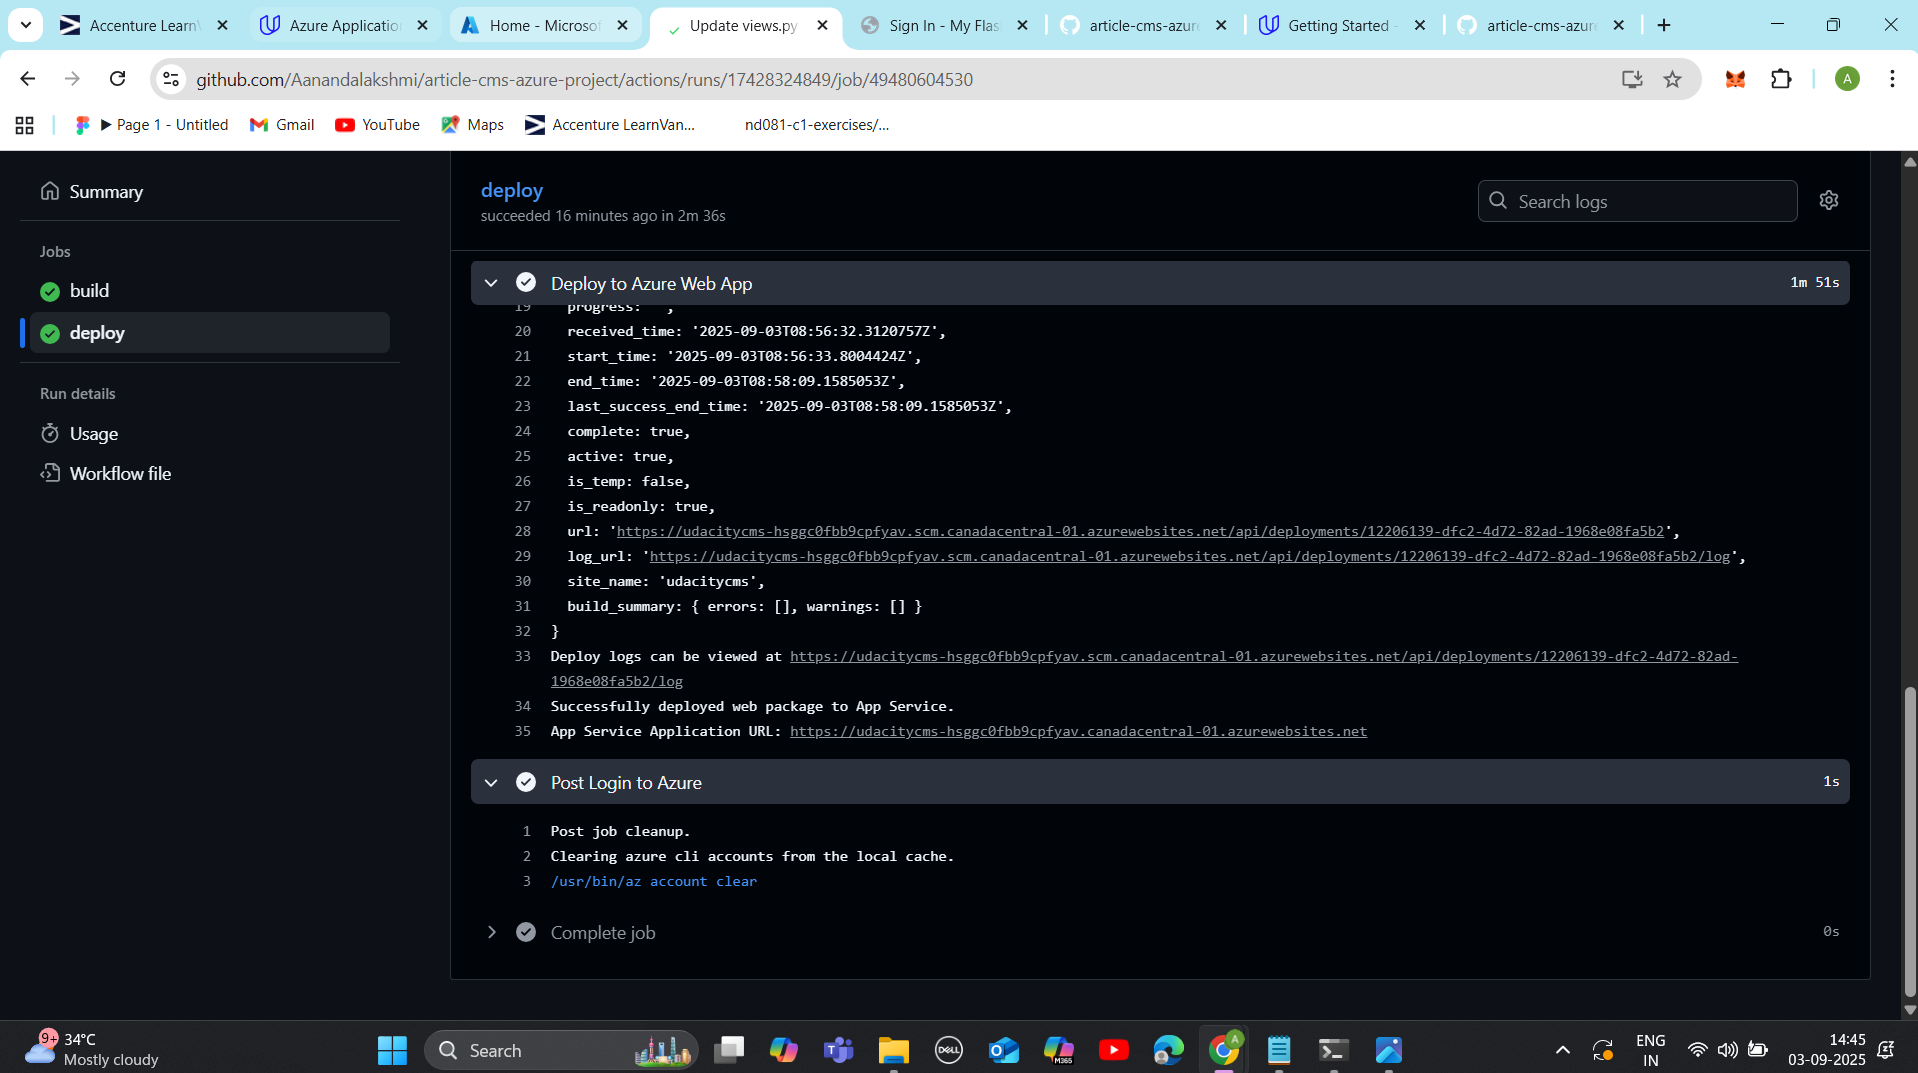 Accenture LearnV
Azure Application
Home - Microsof
Update views.py
Sign In - My Flas
article-cms-azure
Getting Started -
article-cms-azure
github.com/Aanandalakshmi/article-cms-azure-project/actions/runs/17428324849/job/49480604530
A
▶ Page 1 - Untitled
Gmail
YouTube
Maps
Accenture LearnVan...
nd081-c1-exercises/...
Summary
Jobs
build
deploy
Run details
Usage
Workflow file
deploy
succeeded 16 minutes ago in 2m 36s
Search logs
Deploy to Azure Web App
1m 51s
19 progress: '',
20 received_time: '2025-09-03T08:56:32.3120757Z',
21 start_time: '2025-09-03T08:56:33.8004424Z',
22 end_time: '2025-09-03T08:58:09.1585053Z',
23 last_success_end_time: '2025-09-03T08:58:09.1585053Z',
24 complete: true,
25 active: true,
26 is_temp: false,
27 is_readonly: true,
28 url: 'https://udacitycms-hsggc0fbb9cpfyav.scm.canadacentral-01.azurewebsites.net/api/deployments/12206139-dfc2-4d72-82ad-1968e08fa5b2',
29 log_url: 'https://udacitycms-hsggc0fbb9cpfyav.scm.canadacentral-01.azurewebsites.net/api/deployments/12206139-dfc2-4d72-82ad-1968e08fa5b2/log',
30 site_name: 'udacitycms',
31 build_summary: { errors: [], warnings: [] }
32 }
33 Deploy logs can be viewed at https://udacitycms-hsggc0fbb9cpfyav.scm.canadacentral-01.azurewebsites.net/api/deployments/12206139-dfc2-4d72-82ad-
1968e08fa5b2/log
34 Successfully deployed web package to App Service.
35 App Service Application URL: https://udacitycms-hsggc0fbb9cpfyav.canadacentral-01.azurewebsites.net
Post Login to Azure
1s
1 Post job cleanup.
2 Clearing azure cli accounts from the local cache.
3 /usr/bin/az account clear
Complete job
0s
9+
34°C
Mostly cloudy
Search
DELL
M365
A
ENG
IN
14:45
03-09-2025